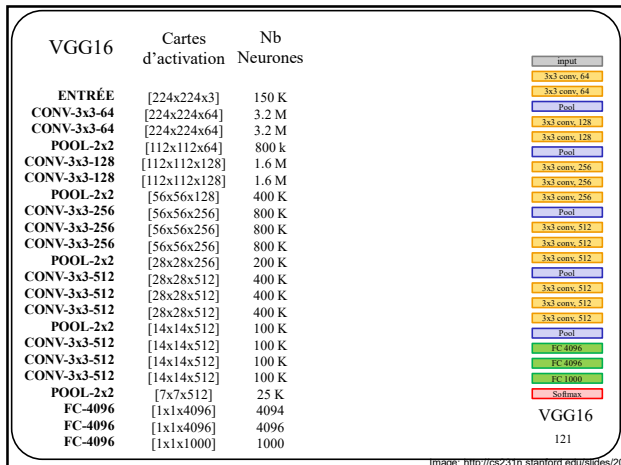 VGG16
Cartes
d'activation
Nb
Neurones
ENTRÉE [224x224x3] 150 K
CONV-3x3-64 [224x224x64] 3.2 M
CONV-3x3-64 [224x224x64] 3.2 M
POOL-2x2 [112x112x64] 800 k
CONV-3x3-128 [112x112x128] 1.6 M
CONV-3x3-128 [112x112x128] 1.6 M
POOL-2x2 [56x56x128] 400 K
CONV-3x3-256 [56x56x256] 800 K
CONV-3x3-256 [56x56x256] 800 K
CONV-3x3-256 [56x56x256] 800 K
POOL-2x2 [28x28x256] 200 K
CONV-3x3-512 [28x28x512] 400 K
CONV-3x3-512 [28x28x512] 400 K
CONV-3x3-512 [28x28x512] 400 K
POOL-2x2 [14x14x512] 100 K
CONV-3x3-512 [14x14x512] 100 K
CONV-3x3-512 [14x14x512] 100 K
CONV-3x3-512 [14x14x512] 100 K
POOL-2x2 [7x7x512] 25 K
FC-4096 [1x1x4096] 4094
FC-4096 [1x1x4096] 4096
FC-4096 [1x1x1000] 1000
input
3x3 conv, 64
3x3 conv, 64
Pool
3x3 conv, 128
3x3 conv, 128
Pool
3x3 conv, 256
3x3 conv, 256
3x3 conv, 256
Pool
3x3 conv, 512
3x3 conv, 512
3x3 conv, 512
Pool
3x3 conv, 512
3x3 conv, 512
3x3 conv, 512
Pool
FC 4096
FC 4096
FC 1000
Softmax
VGG16
121
Image: http://cs231n.stanford.edu/slides/20